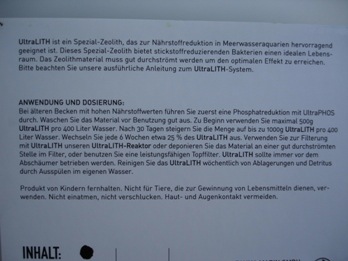 UltraLITH ist ein Spezial-Zeolith, das zur Nährstoffreduktion in Meerwasseraquarien hervorragend
geeignet ist. Dieses Spezial-Zeolith bietet stickstoffreduzierenden Bakterien einen idealen Lebens-
raum. Das Zeolithmaterial muss gut durchströmt werden um den optimalen Effekt zu erreichen.
Bitte beachten Sie unsere ausführliche Anleitung zum UltraLITH-System.
ANWENDUNG UND DOSIERUNG:
Bei älteren Becken mit hohen Nährstoffwerten führen Sie zuerst eine Phosphatreduktion mit UltraPHOS
durch. Waschen Sie das Material vor Benutzung gut aus. Zu Beginn verwenden Sie maximal 500g
UltraLITH pro 400 Liter Wasser. Nach 30 Tagen steigern Sie die Menge auf bis zu 1000g UltraLITH pro 400
Liter Wasser. Wechseln Sie jede 6 Wochen etwa 25 % des UltraLITH aus. Verwenden Sie zur Filterung
mit UltraLITH unseren UltraLITH-Reaktor oder deponieren Sie das Material an einer gut durchströmten
Stelle im Filter, oder benutzen Sie eine leistungsfähigen Topffilter. UltraLITH sollte immer vor dem
Abschäumer betrieben werden. Reinigen Sie das UltraLITH wöchentlich von Ablagerungen und Detritus
durch Ausspülen im eigenen Wasser.
Produkt von Kindern fernhalten. Nicht für Tiere, die zur Gewinnung von Lebensmitteln dienen, ver-
wenden. Nicht einatmen, nicht verschlucken. Haut- und Augenkontakt vermeiden.
INHALT: